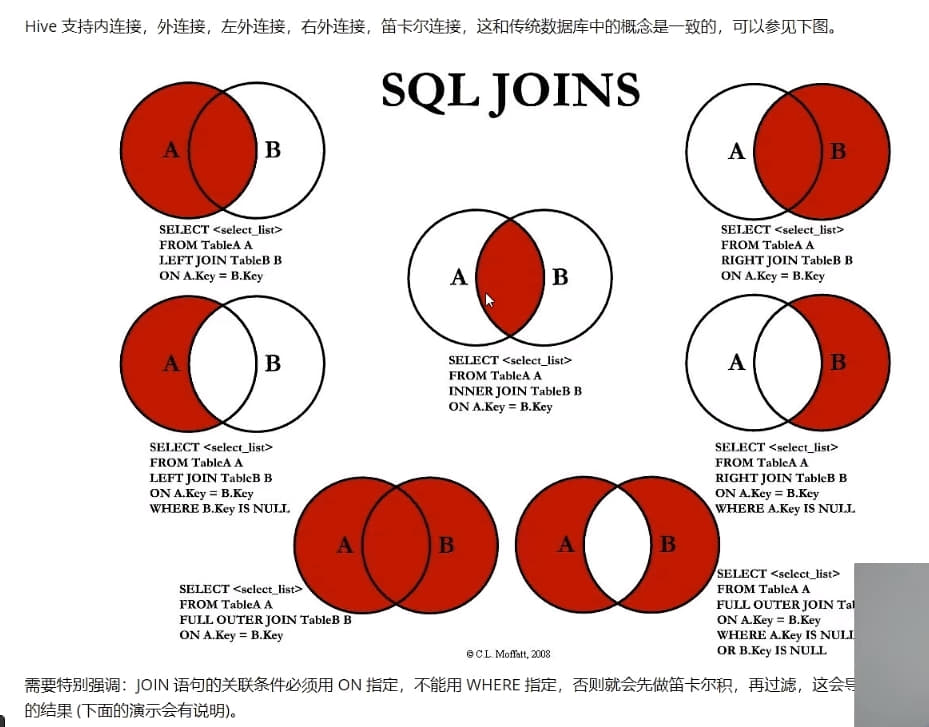 Hive 支持内连接，外连接，左外连接，右外连接，笛卡尔连接，这和传统数据库中的概念是一致的，可以参见下图。
SQL JOINS
A B
SELECT <select_list>
FROM TableA A
LEFT JOIN TableB B
ON A.Key = B.Key
A B
SELECT <select_list>
FROM TableA A
RIGHT JOIN TableB B
ON A.Key = B.Key
A B
SELECT <select_list>
FROM TableA A
INNER JOIN TableB B
ON A.Key = B.Key
A B
SELECT <select_list>
FROM TableA A
LEFT JOIN TableB B
ON A.Key = B.Key
WHERE B.Key IS NULL
A B
SELECT <select_list>
FROM TableA A
RIGHT JOIN TableB B
ON A.Key = B.Key
WHERE A.Key IS NULL
A B
SELECT <select_list>
FROM TableA A
FULL OUTER JOIN TableB B
ON A.Key = B.Key
A B
SELECT <select_list>
FROM TableA A
FULL OUTER JOIN
ON A.Key = B.Key
WHERE A.Key IS
OR B.Key IS NULL
© C.L. Moffatt, 2008
需要特别强调：JOIN 语句的关联条件必须用 ON 指定，不能用 WHERE 指定，否则就会先做笛卡尔积，再过滤，这会
的结果 (下面的演示会有说明)。